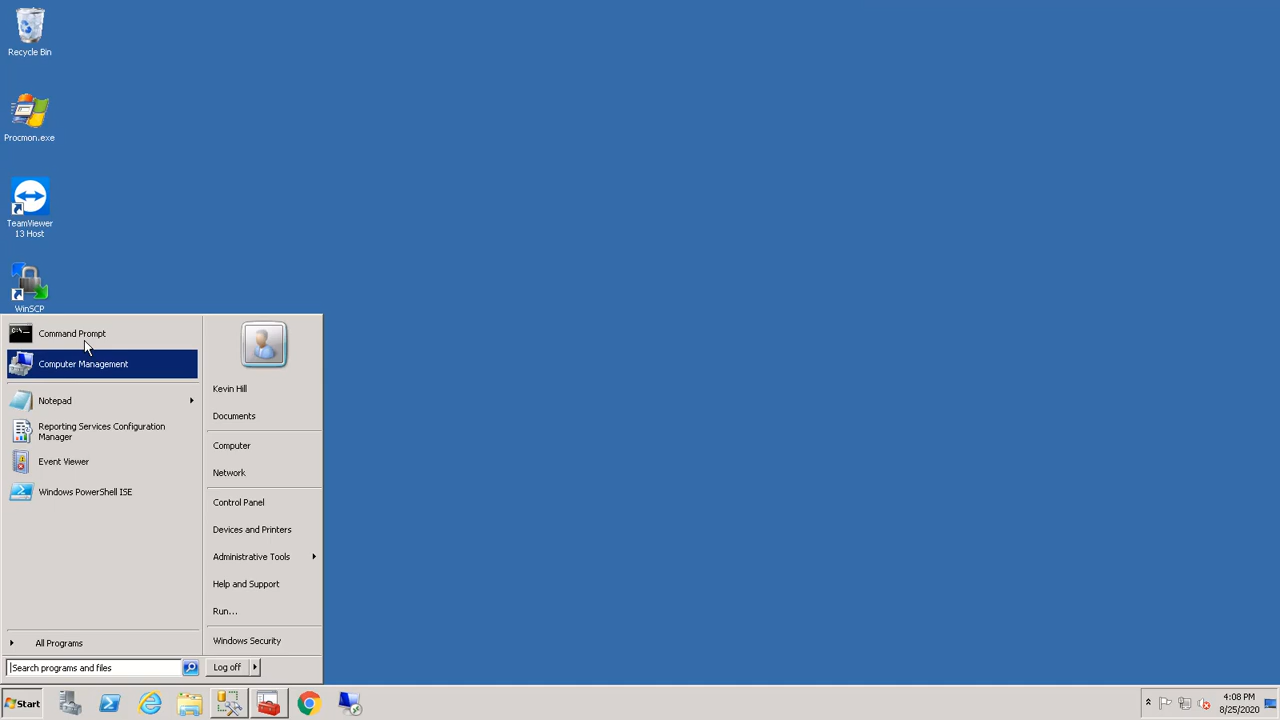 Recycle Bin
Procmon.exe
TeamViewer
13 Host
WinSCP
C:\
Command Prompt
Computer Management
Notepad
Reporting Services Configuration
Manager
Event Viewer
Windows PowerShell ISE
All Programs
Search programs and files
Kevin Hill
Documents
Computer
Network
Control Panel
Devices and Printers
Administrative Tools
Help and Support
Run...
Windows Security
Log off
Start
4:08 PM
8/25/2020